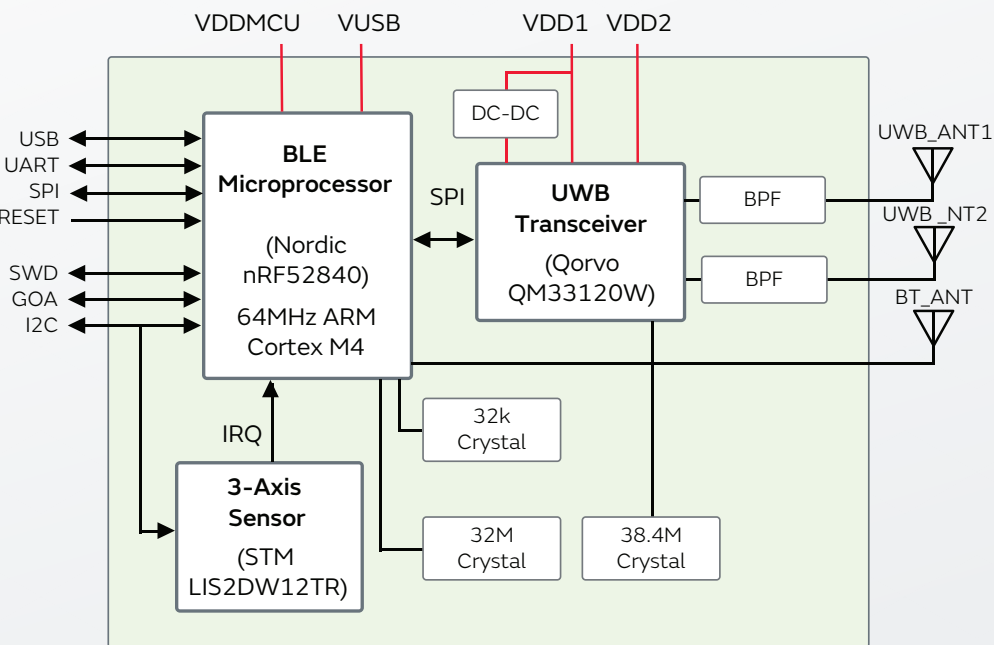 VDDMCU
VUSB
VDD1
VDD2
DC-DC
USB
UART
SPI
RESET
SWD
GOA
I2C
BLE
Microprocessor
(Nordic
nRF52840)
64MHz ARM
Cortex M4
SPI
UWB
Transceiver
(Qorvo
QM33120W)
BPF
BPF
UWB_ANT1
UWB _NT2
BT_ANT
IRQ
32k
Crystal
3-Axis
Sensor
(STM
LIS2DW12TR)
32M
Crystal
38.4M
Crystal